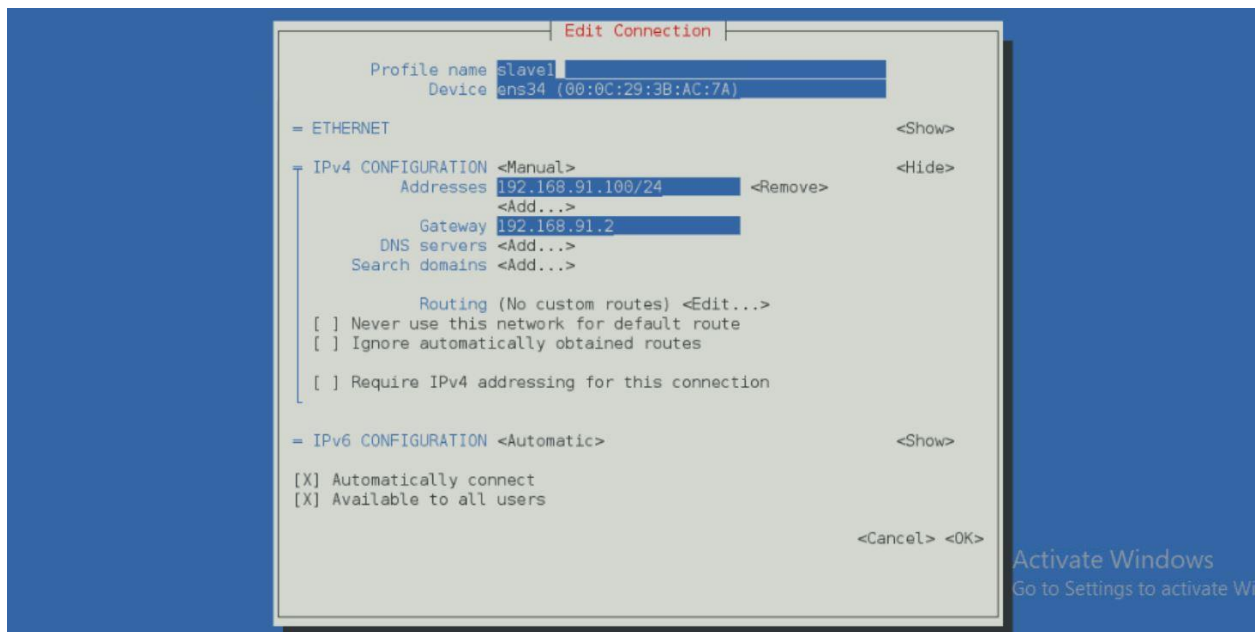 Edit Connection
Profile name slave1
Device ens34 (00:0C:29:3B:AC:7A)
= ETHERNET <Show>
IPv4 CONFIGURATION <Manual> <Hide>
Addresses 192.168.91.100/24 <Remove>
<Add...>
Gateway 192.168.91.2
DNS servers <Add...>
Search domains <Add...>
Routing (No custom routes) <Edit...>
[ ] Never use this network for default route
[ ] Ignore automatically obtained routes
[ ] Require IPv4 addressing for this connection
= IPv6 CONFIGURATION <Automatic> <Show>
[X] Automatically connect
[X] Available to all users
<Cancel> <OK>
Activate Windows
Go to Settings to activate Wi